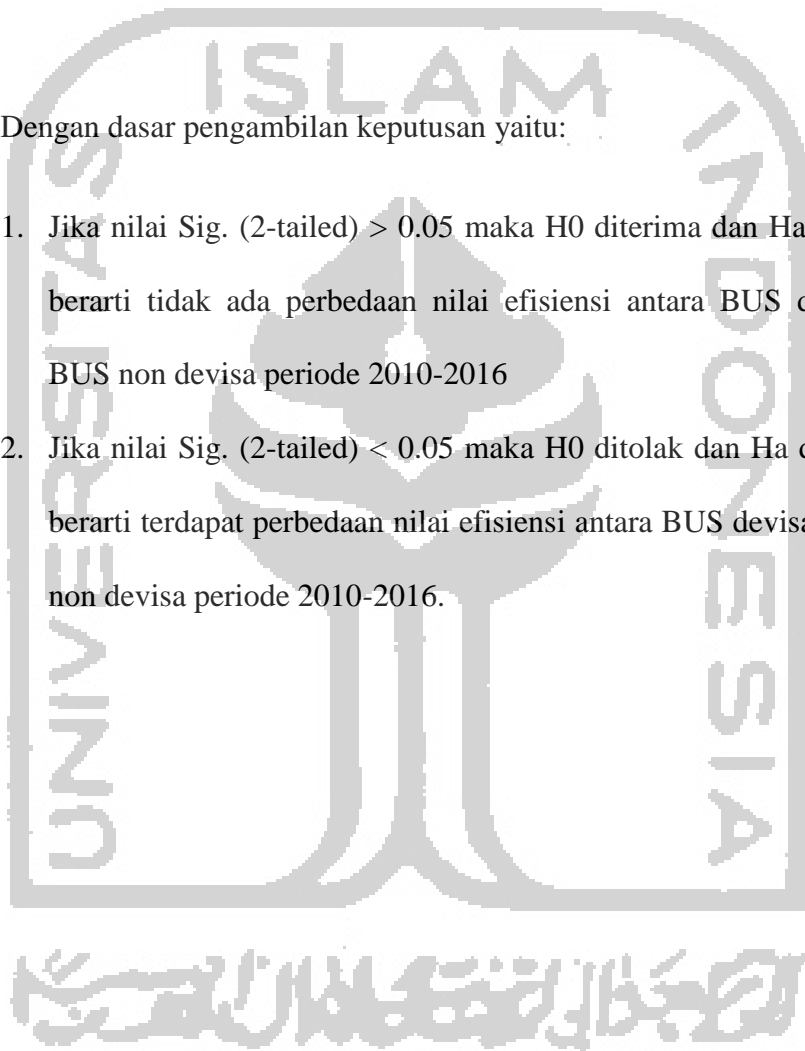 ISLAM
UNIVERSITAS
INDONESIA
Dengan dasar pengambilan keputusan yaitu:
1. Jika nilai Sig. (2-tailed) > 0.05 maka H0 diterima dan Ha
berarti tidak ada perbedaan nilai efisiensi antara BUS d
BUS non devisa periode 2010-2016
2. Jika nilai Sig. (2-tailed) < 0.05 maka H0 ditolak dan Ha d
berarti terdapat perbedaan nilai efisiensi antara BUS devisa
non devisa periode 2010-2016.